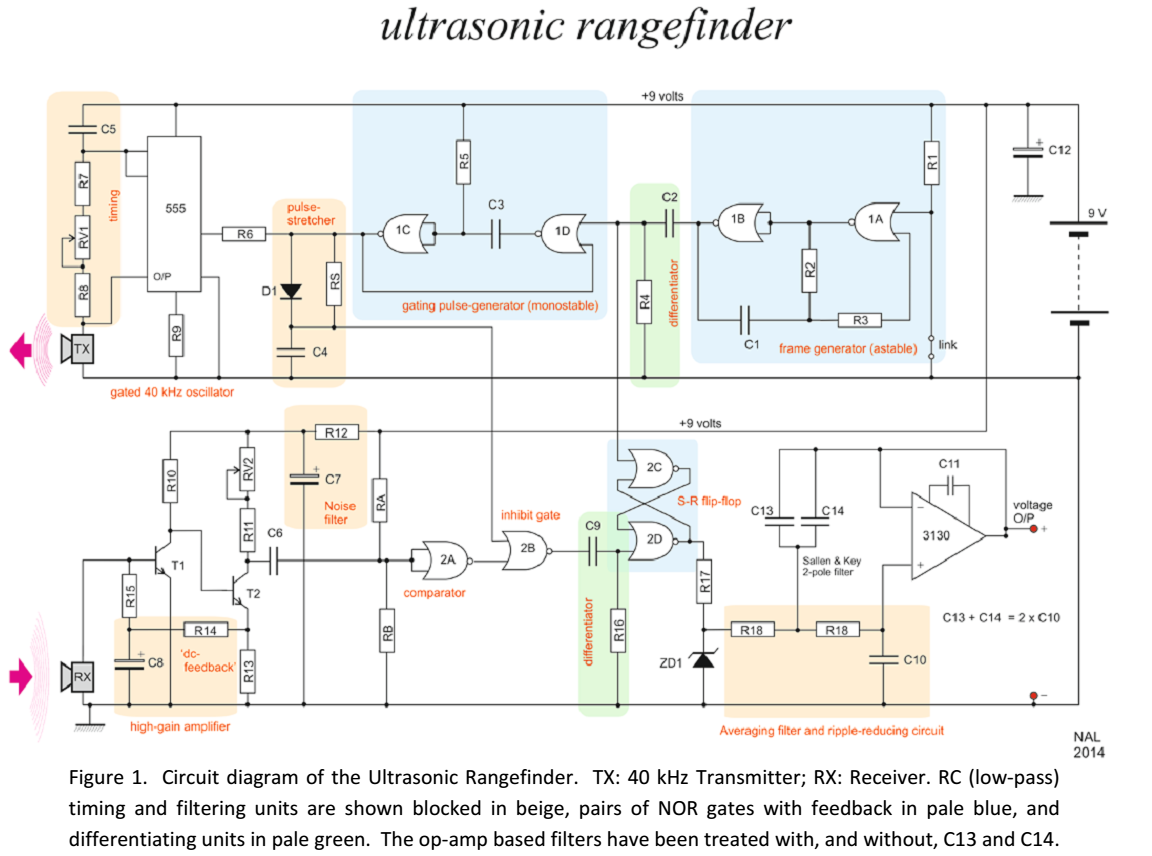 ultrasonic rangefinder
+9 volts
C5
R7
timing
555
RV1
R8
O/P
R9
TX
gated 40 kHz oscillator
R6
pulse-
stretcher
D1
RS
C4
1C
R5
C3
1D
gating pulse-generator (monostable)
C2
R4
differentiator
1B
1A
R1
R2
C1
R3
frame generator (astable)
link
+
C12
9 V
+9 volts
R10
RV2
R11
R12
+
C7
Noise
filter
RA
C6
T1
T2
R15
R14
+
C8
'dc-
feedback'
R13
RB
RX
high-gain amplifier
2A
comparator
inhibit gate
2B
C9
differentiator
R16
2C
S-R flip-flop
2D
R17
ZD1
C13
C14
Sallen & Key
2-pole filter
R18
R18
C10
C11
-
3130
+
voltage
O/P
+
C13 + C14 = 2 x C10
-
Averaging filter and ripple-reducing circuit
NAL
2014
Figure 1. Circuit diagram of the Ultrasonic Rangefinder. TX: 40 kHz Transmitter; RX: Receiver. RC (low-pass)
timing and filtering units are shown blocked in beige, pairs of NOR gates with feedback in pale blue, and
differentiating units in pale green. The op-amp based filters have been treated with, and without, C13 and C14.